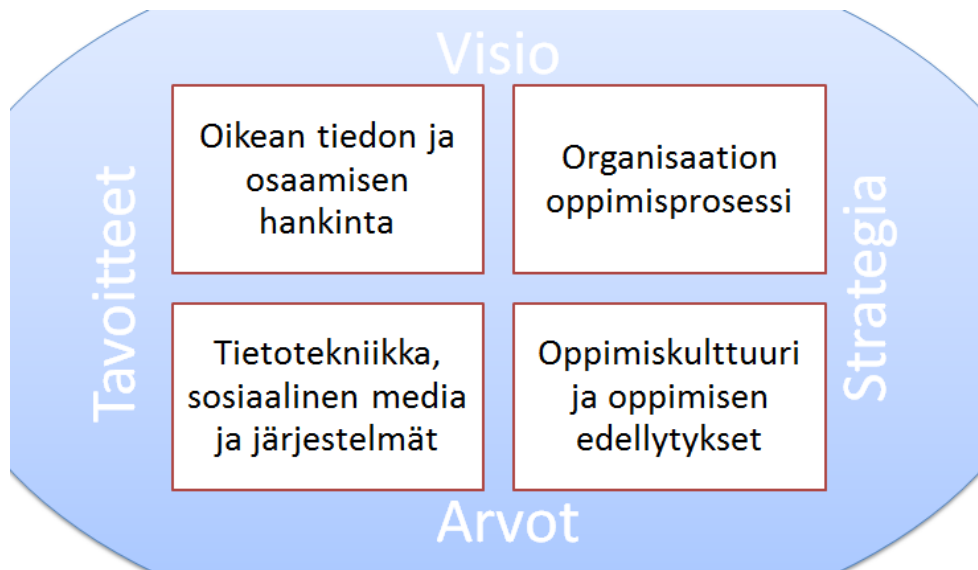 Visio
Oikean tiedon ja
osaamisen
hankinta
Organisaation
oppimisprosessi
Tavoitteet
Strategia
Tietotekniikka,
sosiaalinen media
ja järjestelmät
Oppimiskulttuuri
ja oppimisen
edellytykset
Arvot